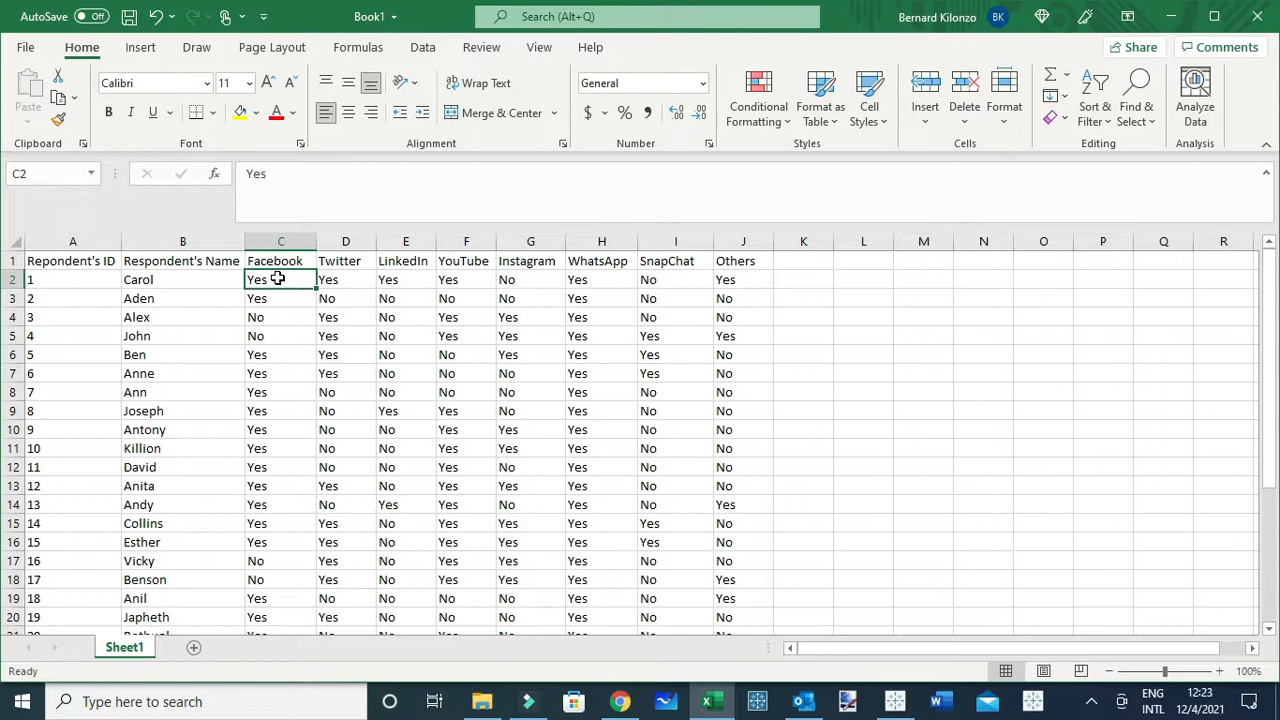 AutoSave Off Book1 Search (Alt+Q) Bernard Kilonzo BK
File Home Insert Draw Page Layout Formulas Data Review View Help Share Comments
Paste Calibri 11 Wrap Text General Conditional Formatting Format as Table Cell Styles Insert Delete Format Sort & Filter Find & Select Analyze Data
B I U A Merge & Center $ %
Clipboard Font Alignment Number Styles Cells Editing Analysis
C2 fx Yes
A B C D E F G H I J K L M N O P Q R
1 Repondent's ID Respondent's Name Facebook Twitter LinkedIn YouTube Instagram WhatsApp SnapChat Others
2 1 Carol Yes Yes Yes Yes No Yes No Yes
3 2 Aden Yes No No No No Yes No No
4 3 Alex No Yes No Yes Yes Yes No No
5 4 John No Yes No Yes Yes Yes Yes Yes
6 5 Ben Yes Yes No No Yes Yes Yes No
7 6 Anne Yes Yes No No Yes Yes Yes No
8 7 Ann Yes No No No No Yes No No
9 8 Joseph Yes No Yes Yes No Yes No No
10 9 Antony Yes No No Yes Yes Yes No No
11 10 Killion Yes No No Yes Yes Yes No No
12 11 David Yes No No Yes No Yes No No
13 12 Anita Yes Yes No Yes Yes Yes No No
14 13 Andy Yes No Yes Yes No Yes No Yes
15 14 Collins Yes Yes No Yes Yes Yes Yes No
16 15 Esther Yes Yes No Yes Yes Yes Yes No
17 16 Vicky No Yes No Yes Yes Yes No No
18 17 Benson No Yes No Yes Yes Yes No Yes
19 18 Anil Yes No No No No Yes No Yes
20 19 Japheth Yes Yes No Yes Yes Yes No No
Sheet1
Ready 100%
Type here to search ENG INTL 12:23 12/4/2021